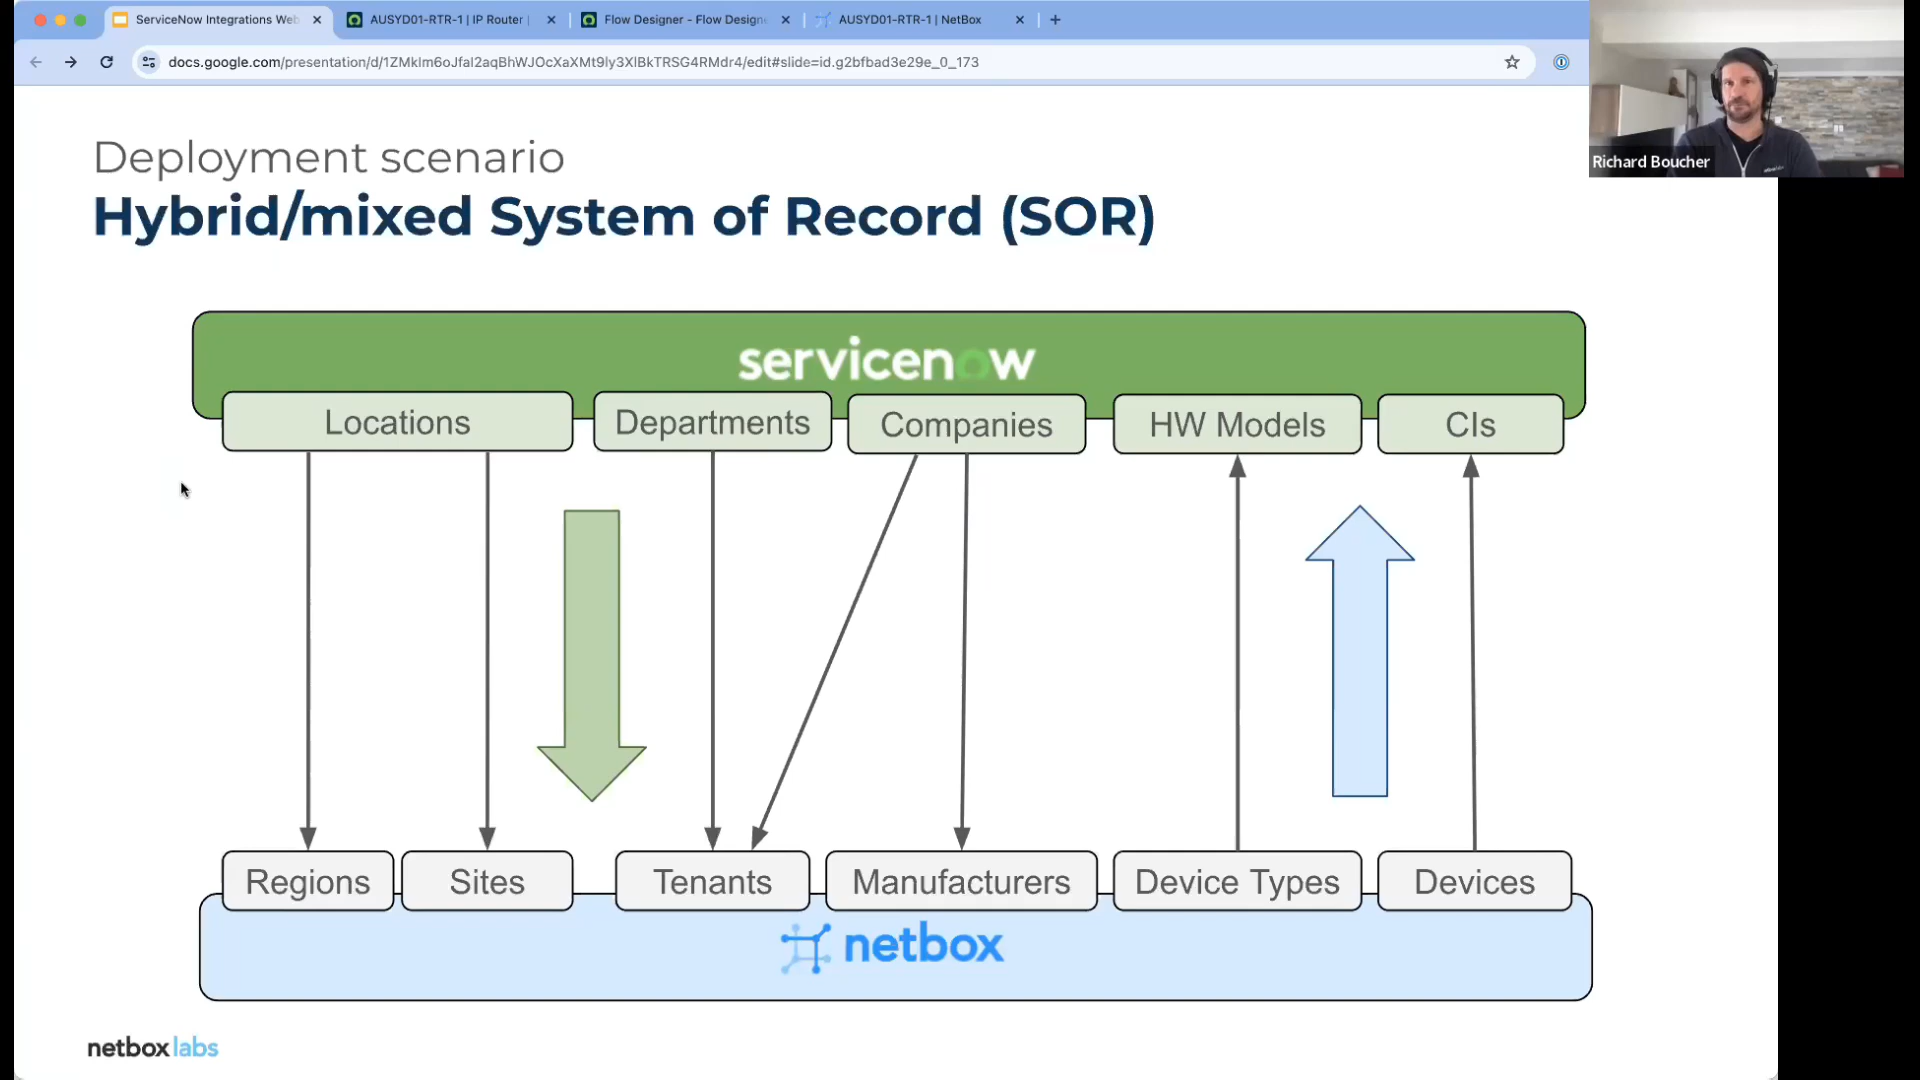 ServiceNow Integrations Web
AUSYD01-RTR-1 | IP Router |
Flow Designer - Flow Designe
AUSYD01-RTR-1 | NetBox
docs.google.com/presentation/d/1ZMkIm6oJfal2aqBhWJOcXaXMt9ly3XlBkTRSG4RMdr4/edit#slide=id.g2bfbad3e29e_0_173
Richard Boucher
Deployment scenario
Hybrid/mixed System of Record (SOR)
servicenow
Locations
Departments
Companies
HW Models
CIs
Regions
Sites
Tenants
Manufacturers
Device Types
Devices
netbox
netbox labs